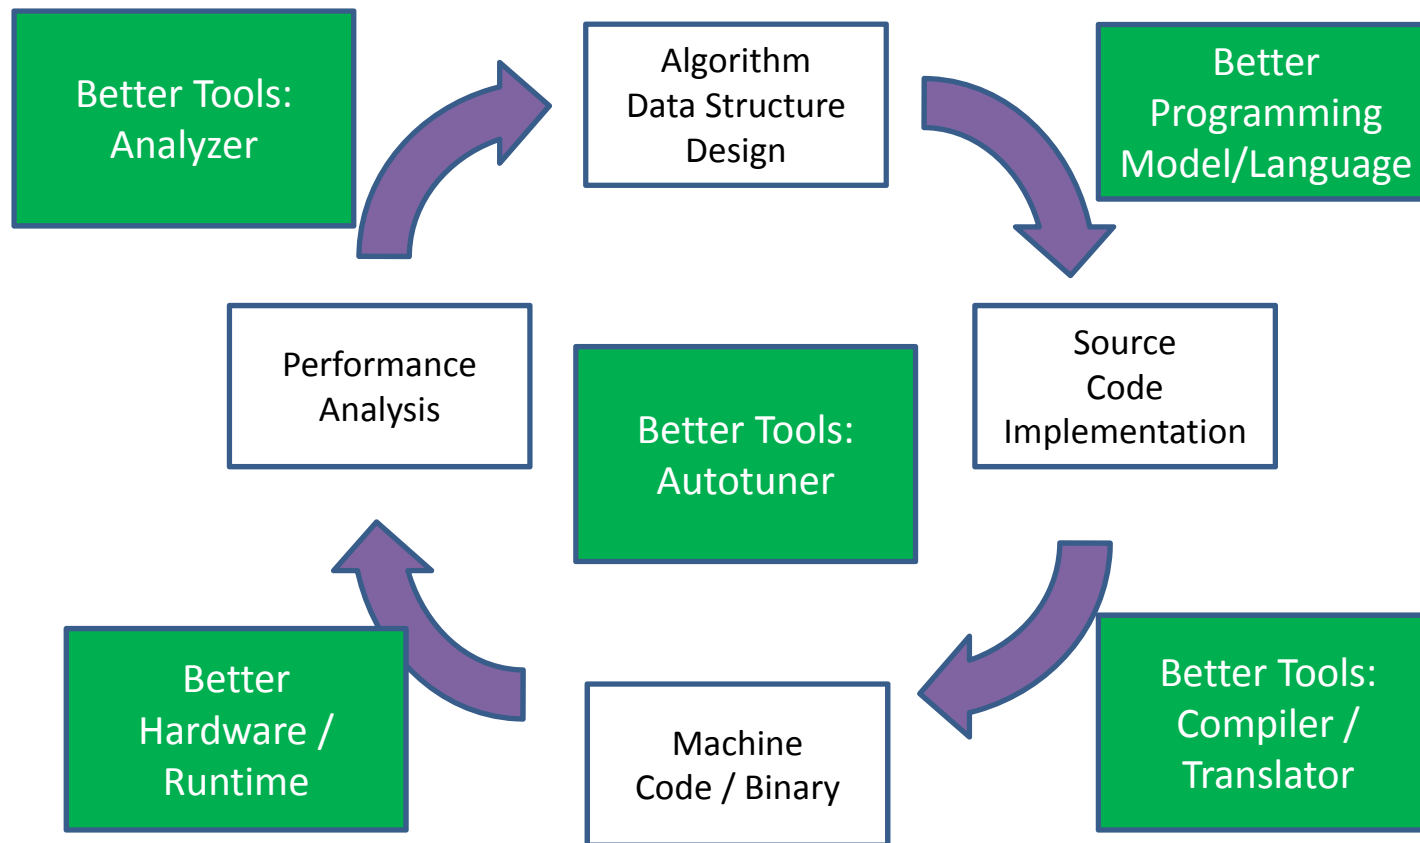 Better Tools:
Analyzer
Algorithm
Data Structure
Design
Better
Programming
Model/Language
Performance
Analysis
Better Tools:
Autotuner
Source
Code
Implementation
Better
Hardware /
Runtime
Machine
Code / Binary
Better Tools:
Compiler /
Translator